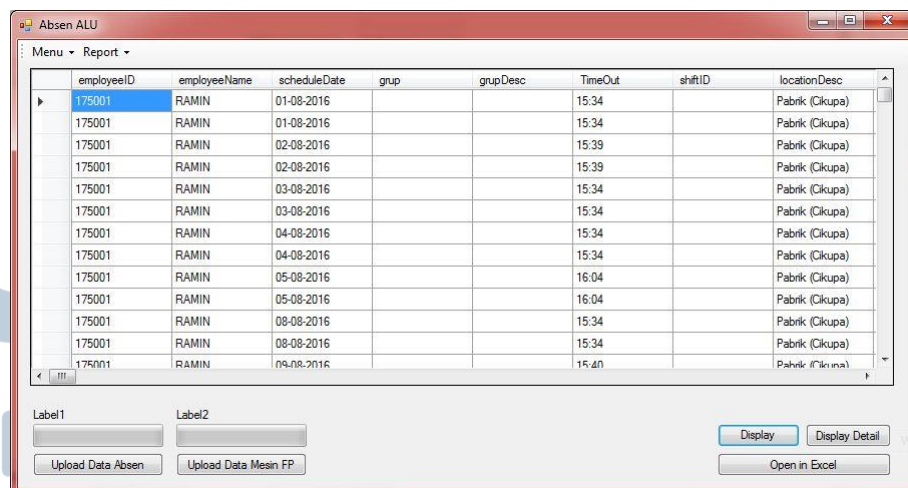 Absen ALU
Menu Report
employeeID employeeName scheduleDate grup grupDesc TimeOut shiftID locationDesc
175001 RAMIN 01-08-2016 15:34 Pabrik (Cikupa)
175001 RAMIN 01-08-2016 15:34 Pabrik (Cikupa)
175001 RAMIN 02-08-2016 15:39 Pabrik (Cikupa)
175001 RAMIN 02-08-2016 15:39 Pabrik (Cikupa)
175001 RAMIN 03-08-2016 15:34 Pabrik (Cikupa)
175001 RAMIN 03-08-2016 15:34 Pabrik (Cikupa)
175001 RAMIN 04-08-2016 15:34 Pabrik (Cikupa)
175001 RAMIN 04-08-2016 15:34 Pabrik (Cikupa)
175001 RAMIN 05-08-2016 16:04 Pabrik (Cikupa)
175001 RAMIN 05-08-2016 16:04 Pabrik (Cikupa)
175001 RAMIN 08-08-2016 15:34 Pabrik (Cikupa)
175001 RAMIN 08-08-2016 15:34 Pabrik (Cikupa)
175001 RAMIN 09-08-2016 15:40 Pabrik (Cikupa)
Label1 Label2
Display Display Detail
Upload Data Absen Upload Data Mesin FP Open in Excel